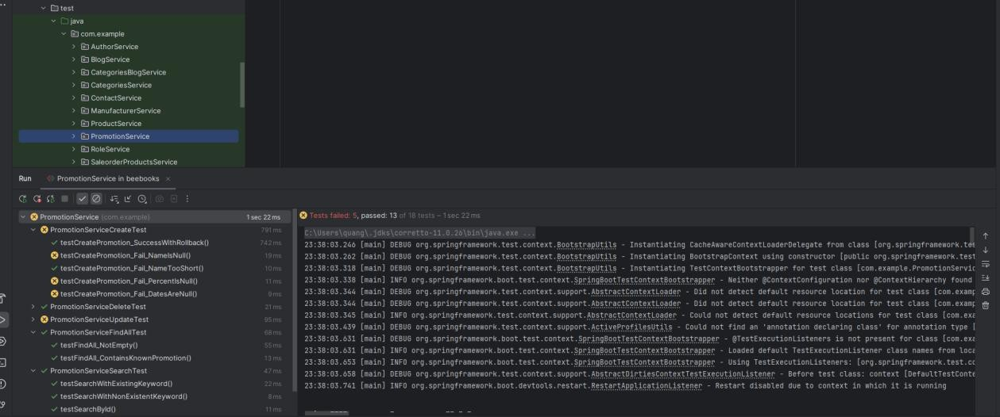 test
java
com.example
AuthorService
BlogService
CategoriesBlogService
CategoriesService
ContactService
ManufacturerService
ProductService
PromotionService
RoleService
SaleorderProductsService
Run
PromotionService in beebooks
PromotionService (com.example) 1 sec 22 ms
PromotionServiceCreateTest 791 ms
testCreatePromotion_SuccessWithRollback() 742 ms
testCreatePromotion_Fail_NameIsNull() 19 ms
testCreatePromotion_Fail_NameTooShort() 10 ms
testCreatePromotion_Fail_PercentIsNull() 11 ms
testCreatePromotion_Fail_DatesAreNull() 9 ms
PromotionServiceDeleteTest 21 ms
PromotionServiceUpdateTest 95 ms
PromotionServiceFindAllTest 68 ms
testFindAll_NotEmpty() 55 ms
testFindAll_ContainsKnownPromotion() 13 ms
PromotionServiceSearchTest 47 ms
testSearchWithExistingKeyword() 22 ms
testSearchWithNonExistentKeyword() 8 ms
testSearchById() 11 ms
Tests failed: 5, passed: 13 of 18 tests – 1 sec 22 ms
C:\Users\quang\.jdks\corretto-11.0.26\bin\java.exe ...
23:38:03.246 [main] DEBUG org.springframework.test.context.BootstrapUtils - Instantiating CacheAwareContextLoaderDelegate from class [org.springframework.tes
23:38:03.262 [main] DEBUG org.springframework.test.context.BootstrapUtils - Instantiating BootstrapContext using constructor [public org.springframework.test
23:38:03.318 [main] DEBUG org.springframework.test.context.BootstrapUtils - Instantiating TestContextBootstrapper for test class [com.example.PromotionServic
23:38:03.338 [main] INFO org.springframework.boot.test.context.SpringBootTestContextBootstrapper - Neither @ContextConfiguration nor @ContextHierarchy found
23:38:03.344 [main] DEBUG org.springframework.test.context.support.AbstractContextLoader - Did not detect default resource location for test class [com.examp
23:38:03.344 [main] DEBUG org.springframework.test.context.support.AbstractContextLoader - Did not detect default resource location for test class [com.examp
23:38:03.345 [main] INFO org.springframework.test.context.support.AbstractContextLoader - Could not detect default resource locations for test class [com.exa
23:38:03.439 [main] DEBUG org.springframework.test.context.support.ActiveProfilesUtils - Could not find an 'annotation declaring class' for annotation type [
23:38:03.631 [main] DEBUG org.springframework.boot.test.context.SpringBootTestContextBootstrapper - @TestExecutionListeners is not present for class [com.exa
23:38:03.631 [main] INFO org.springframework.boot.test.context.SpringBootTestContextBootstrapper - Loaded default TestExecutionListener class names from loca
23:38:03.653 [main] INFO org.springframework.boot.test.context.SpringBootTestContextBootstrapper - Using TestExecutionListeners: [org.springframework.test.co
23:38:03.658 [main] DEBUG org.springframework.test.context.support.AbstractDirtiesContextTestExecutionListener - Before test class: context [DefaultTestConte
23:38:03.741 [main] INFO org.springframework.boot.devtools.restart.RestartApplicationListener - Restart disabled due to context in which it is running